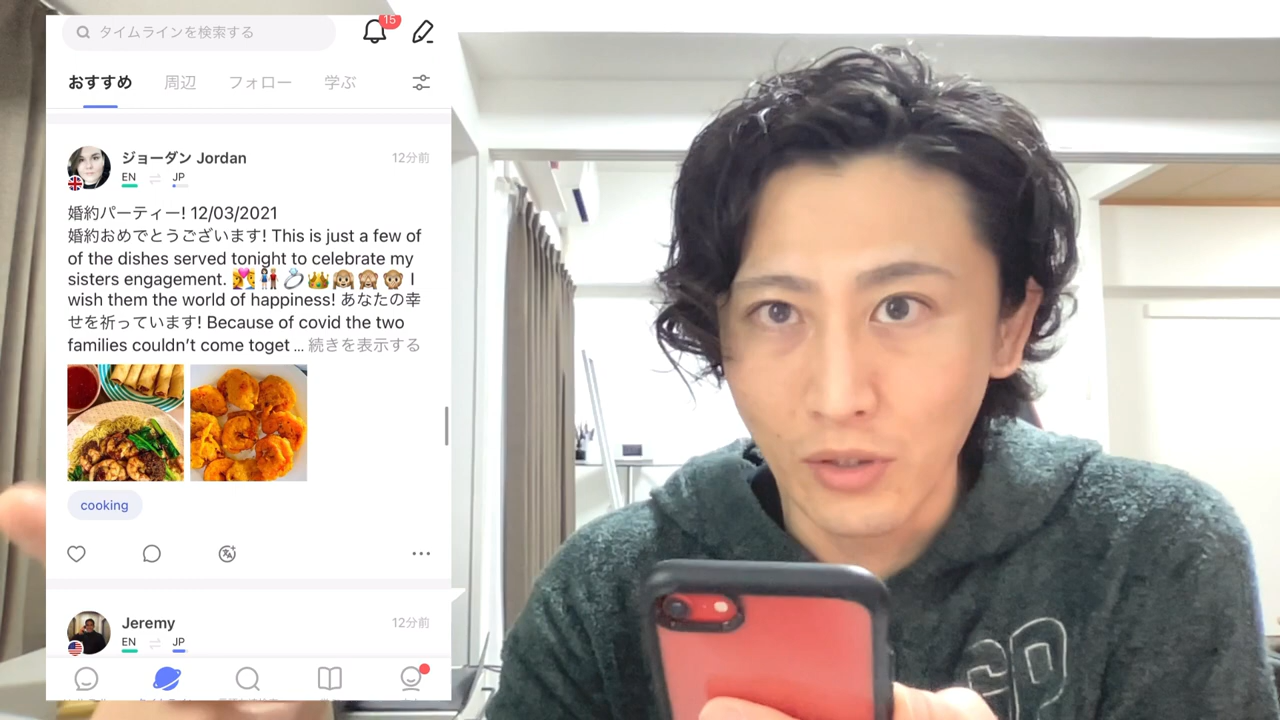 タイムラインを検索する
15
おすすめ
周辺
フォロー
学ぶ
ジョーダン Jordan
12分前
EN
JP
婚約パーティー! 12/03/2021
婚約おめでとうございます! This is just a few of
of the dishes served tonight to celebrate my
sisters engagement. 💏👫💍👑🙉🙈🙊 I
wish them the world of happiness! あなたの幸
せを祈っています! Because of covid the two
families couldn't come toget ... 続きを表示する
cooking
Jeremy
12分前
EN
JP